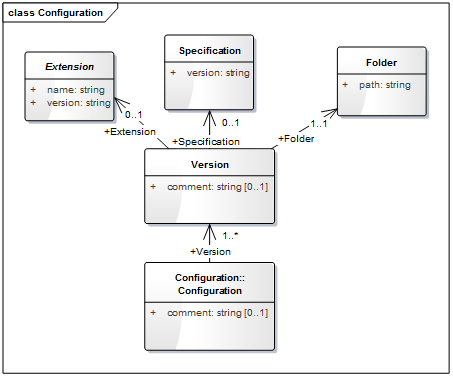 class Configuration
Extension
+ name: string
+ version: string
Specification
+ version: string
Folder
+ path: string
0..1
+Extension
0..1
+Specification
1..1
+Folder
Version
+ comment: string [0..1]
1..*
+Version
Configuration::
Configuration
+ comment: string [0..1]